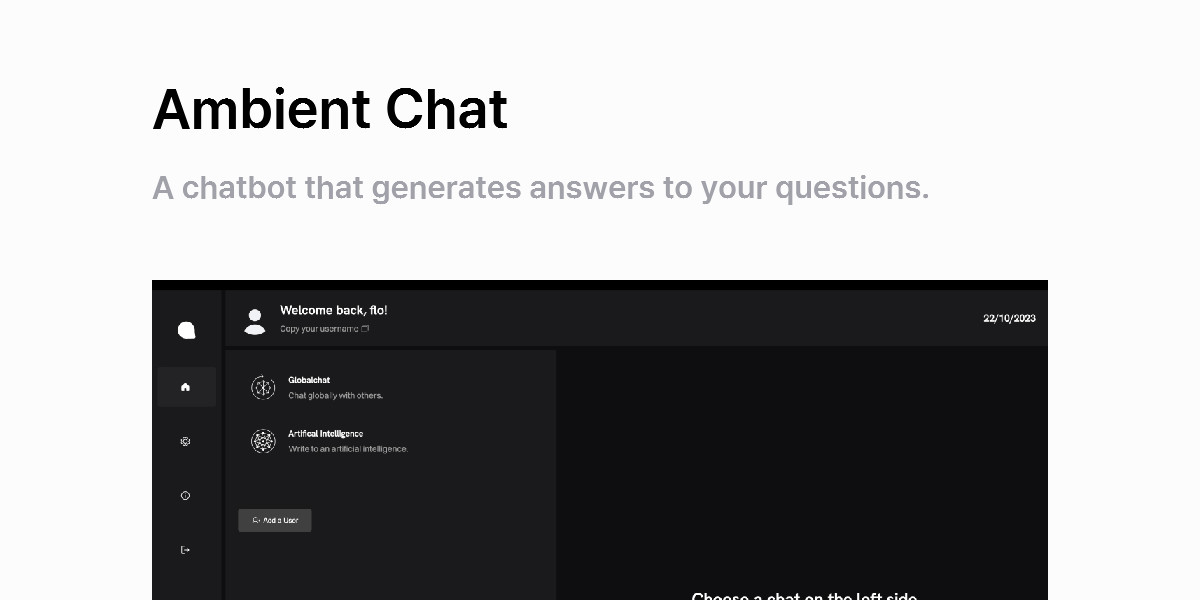 Ambient Chat
A chatbot that generates answers to your questions.
Welcome back, flo!
Copy your username
22/10/2023
Globalchat
Chat globally with others.
Artifical Intelligence
Write to an artificial intelligence.
Add a User
Choose a chat on the left side